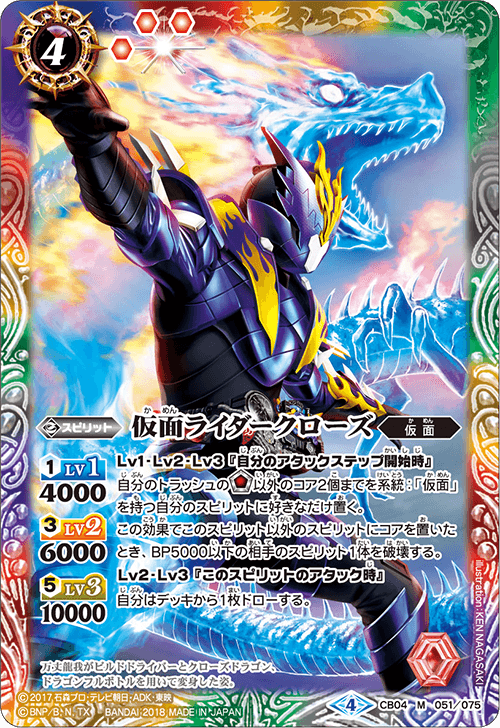 4
スピリット
仮面ライダークローズ
かめん
仮面
かめん
1 LV1
4000
3 LV2
6000
5 LV3
10000
Lv1・Lv2・Lv3『自分のアタックステップ開始時』
自分のトラッシュの以外のコア2個までを系統:「仮面」
を持つ自分のスピリットに好きなだけ置く。
この効果でこのスピリット以外のスピリットにコアを置いた
とき、BP5000以下の相手のスピリット1体を破壊する。
Lv2・Lv3『このスピリットのアタック時』
自分はデッキから1枚ドローする。
万丈龍我がビルドドライバーとクローズドラゴン、
ドラゴンフルボトルを用いて変身した姿。
Illustration:KEN NAGASAKI
©2017 石森プロ・テレビ朝日・ADK・東映
©BNP/B, N, TX ©BANDAI 2018 MADE IN JAPAN
4
CB04 M 051/075